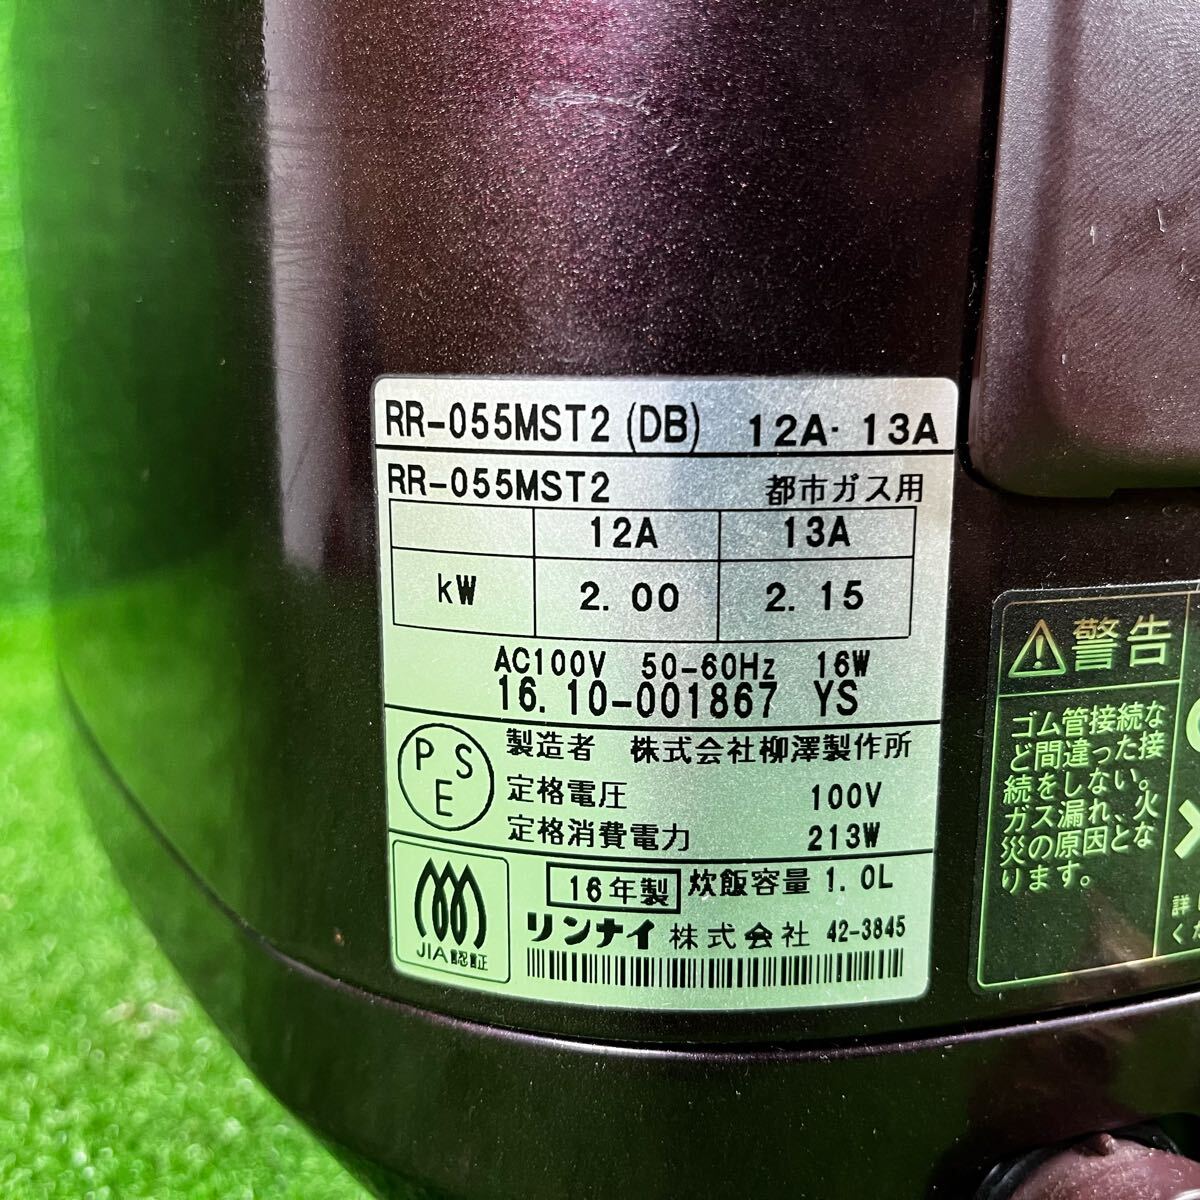 RR-055MST2 (DB) 12A・13A
RR-055MST2 都市ガス用
12A 13A
kW 2.00 2.15
AC100V 50-60Hz 16W
16.10-001867 YS
PSE
製造者 株式会社柳澤製作所
定格電圧 100V
定格消費電力 213W
JIA認証
16年製 炊飯容量 1.0L
リンナイ株式会社 42-3845
警告
ゴム管接続な
ど間違った接
続をしない。
ガス漏れ、火
災の原因とな
ります。